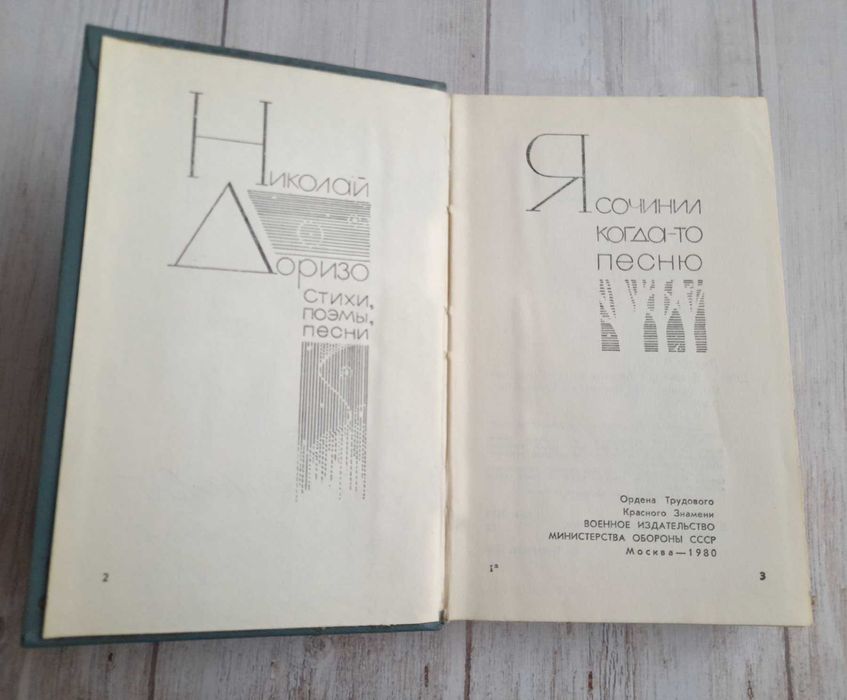 Николай
Доризо
стихи,
поэмы,
песни
2
Я сочинил
когда-то
песню
Ордена Трудового
Красного Знамени
ВОЕННОЕ ИЗДАТЕЛЬСТВО
МИНИСТЕРСТВА ОБОРОНЫ СССР
Москва—1980
1*
3